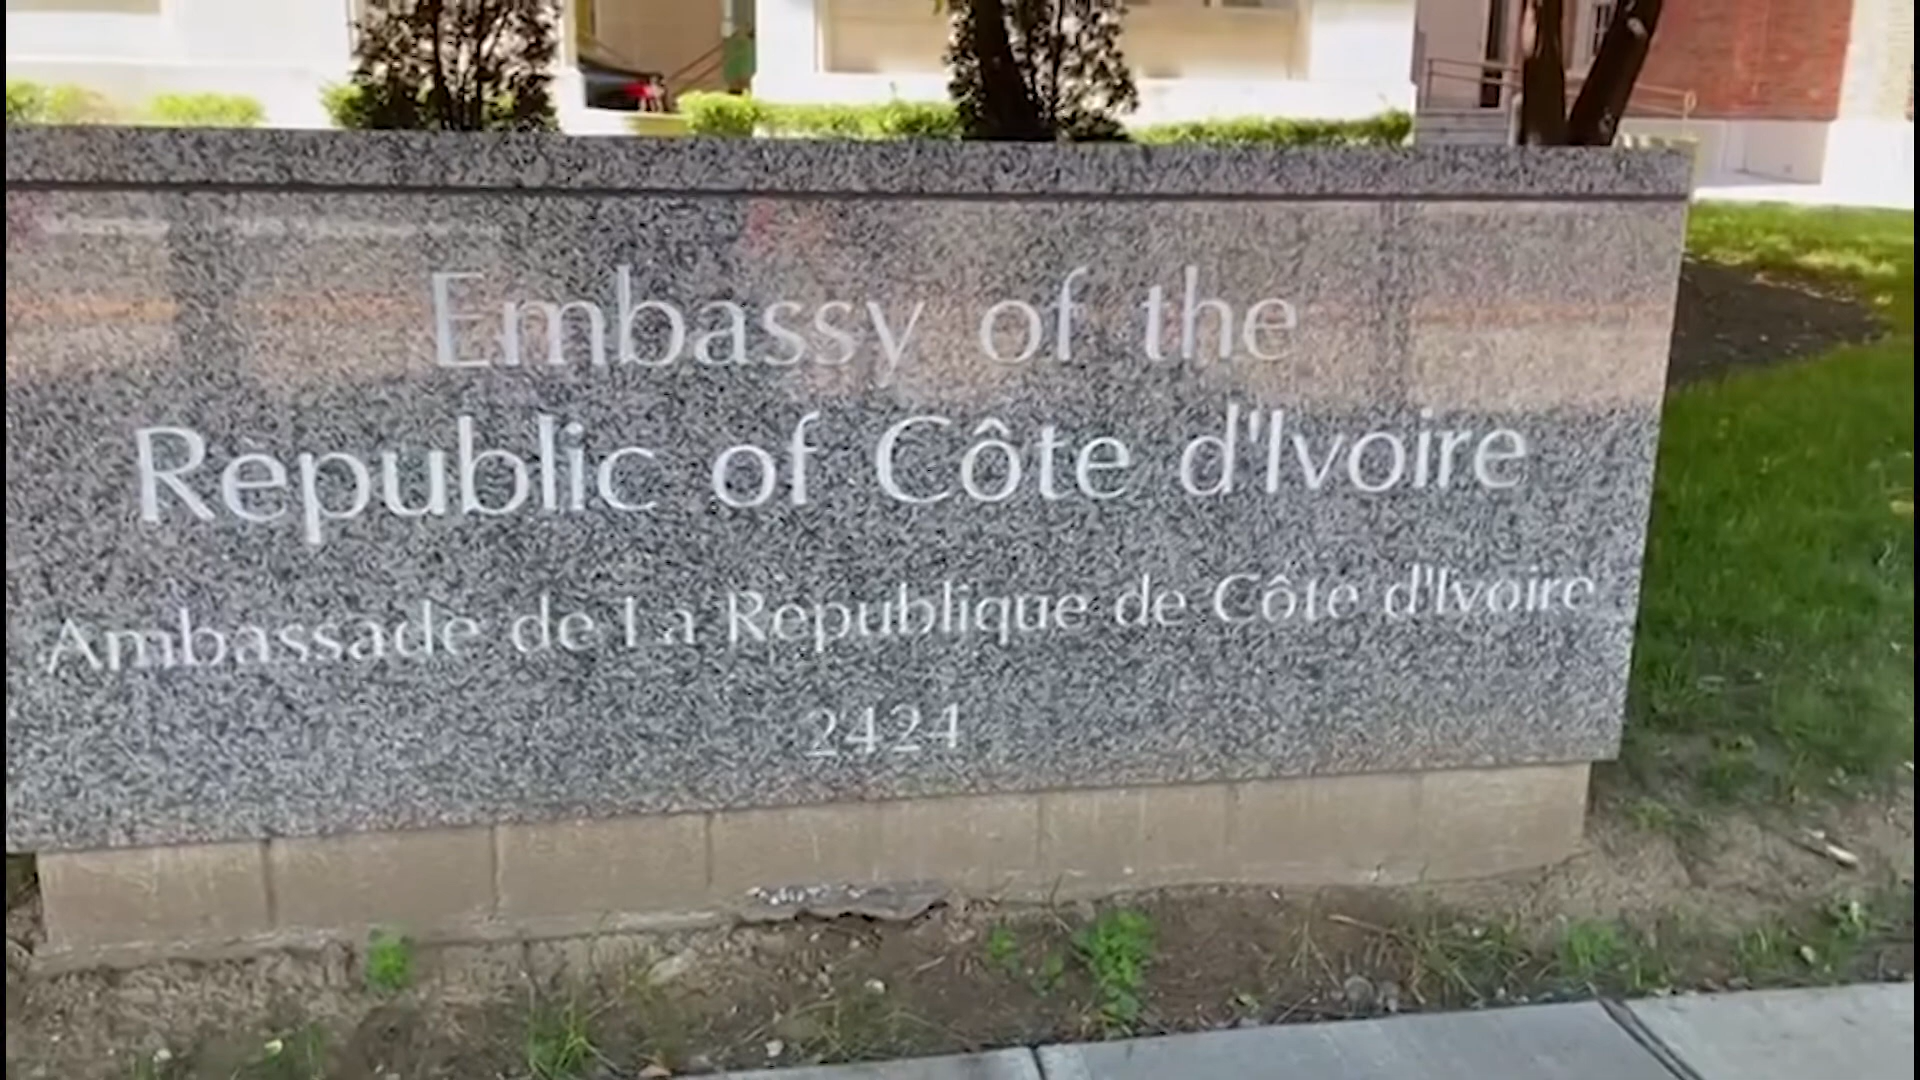 Embassy of the
Republic of Côte d'Ivoire
Ambassade de La Republique de Côte d'Ivoire
2424